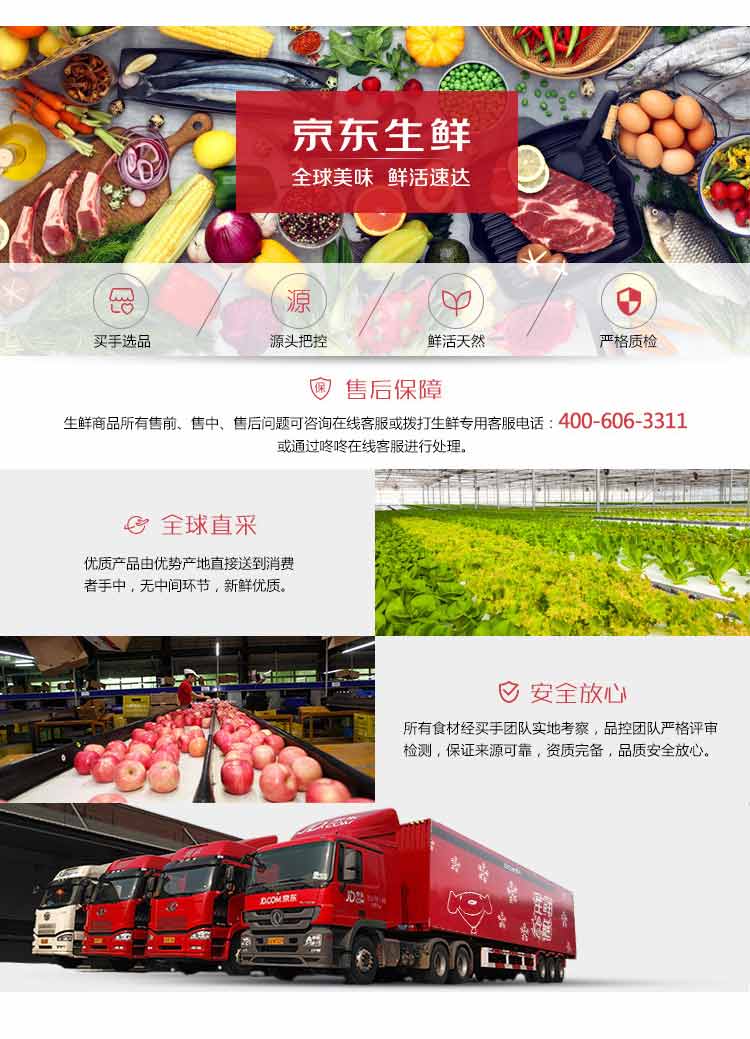 京东生鲜
全球美味 鲜活速达
源
买手选品
源头把控
鲜活天然
严格质检
保 售后保障
生鲜商品所有售前、售中、售后问题可咨询在线客服或拨打生鲜专用客服电话：400-606-3311
或通过咚咚在线客服进行处理。
全球直采
优质产品由优势产地直接送到消费
者手中，无中间环节，新鲜优质。
安全放心
所有食材经买手团队实地考察，品控团队严格评审
检测，保证来源可靠，资质完备，品质安全放心。
JD.COM 京东
JD 京东
.COM